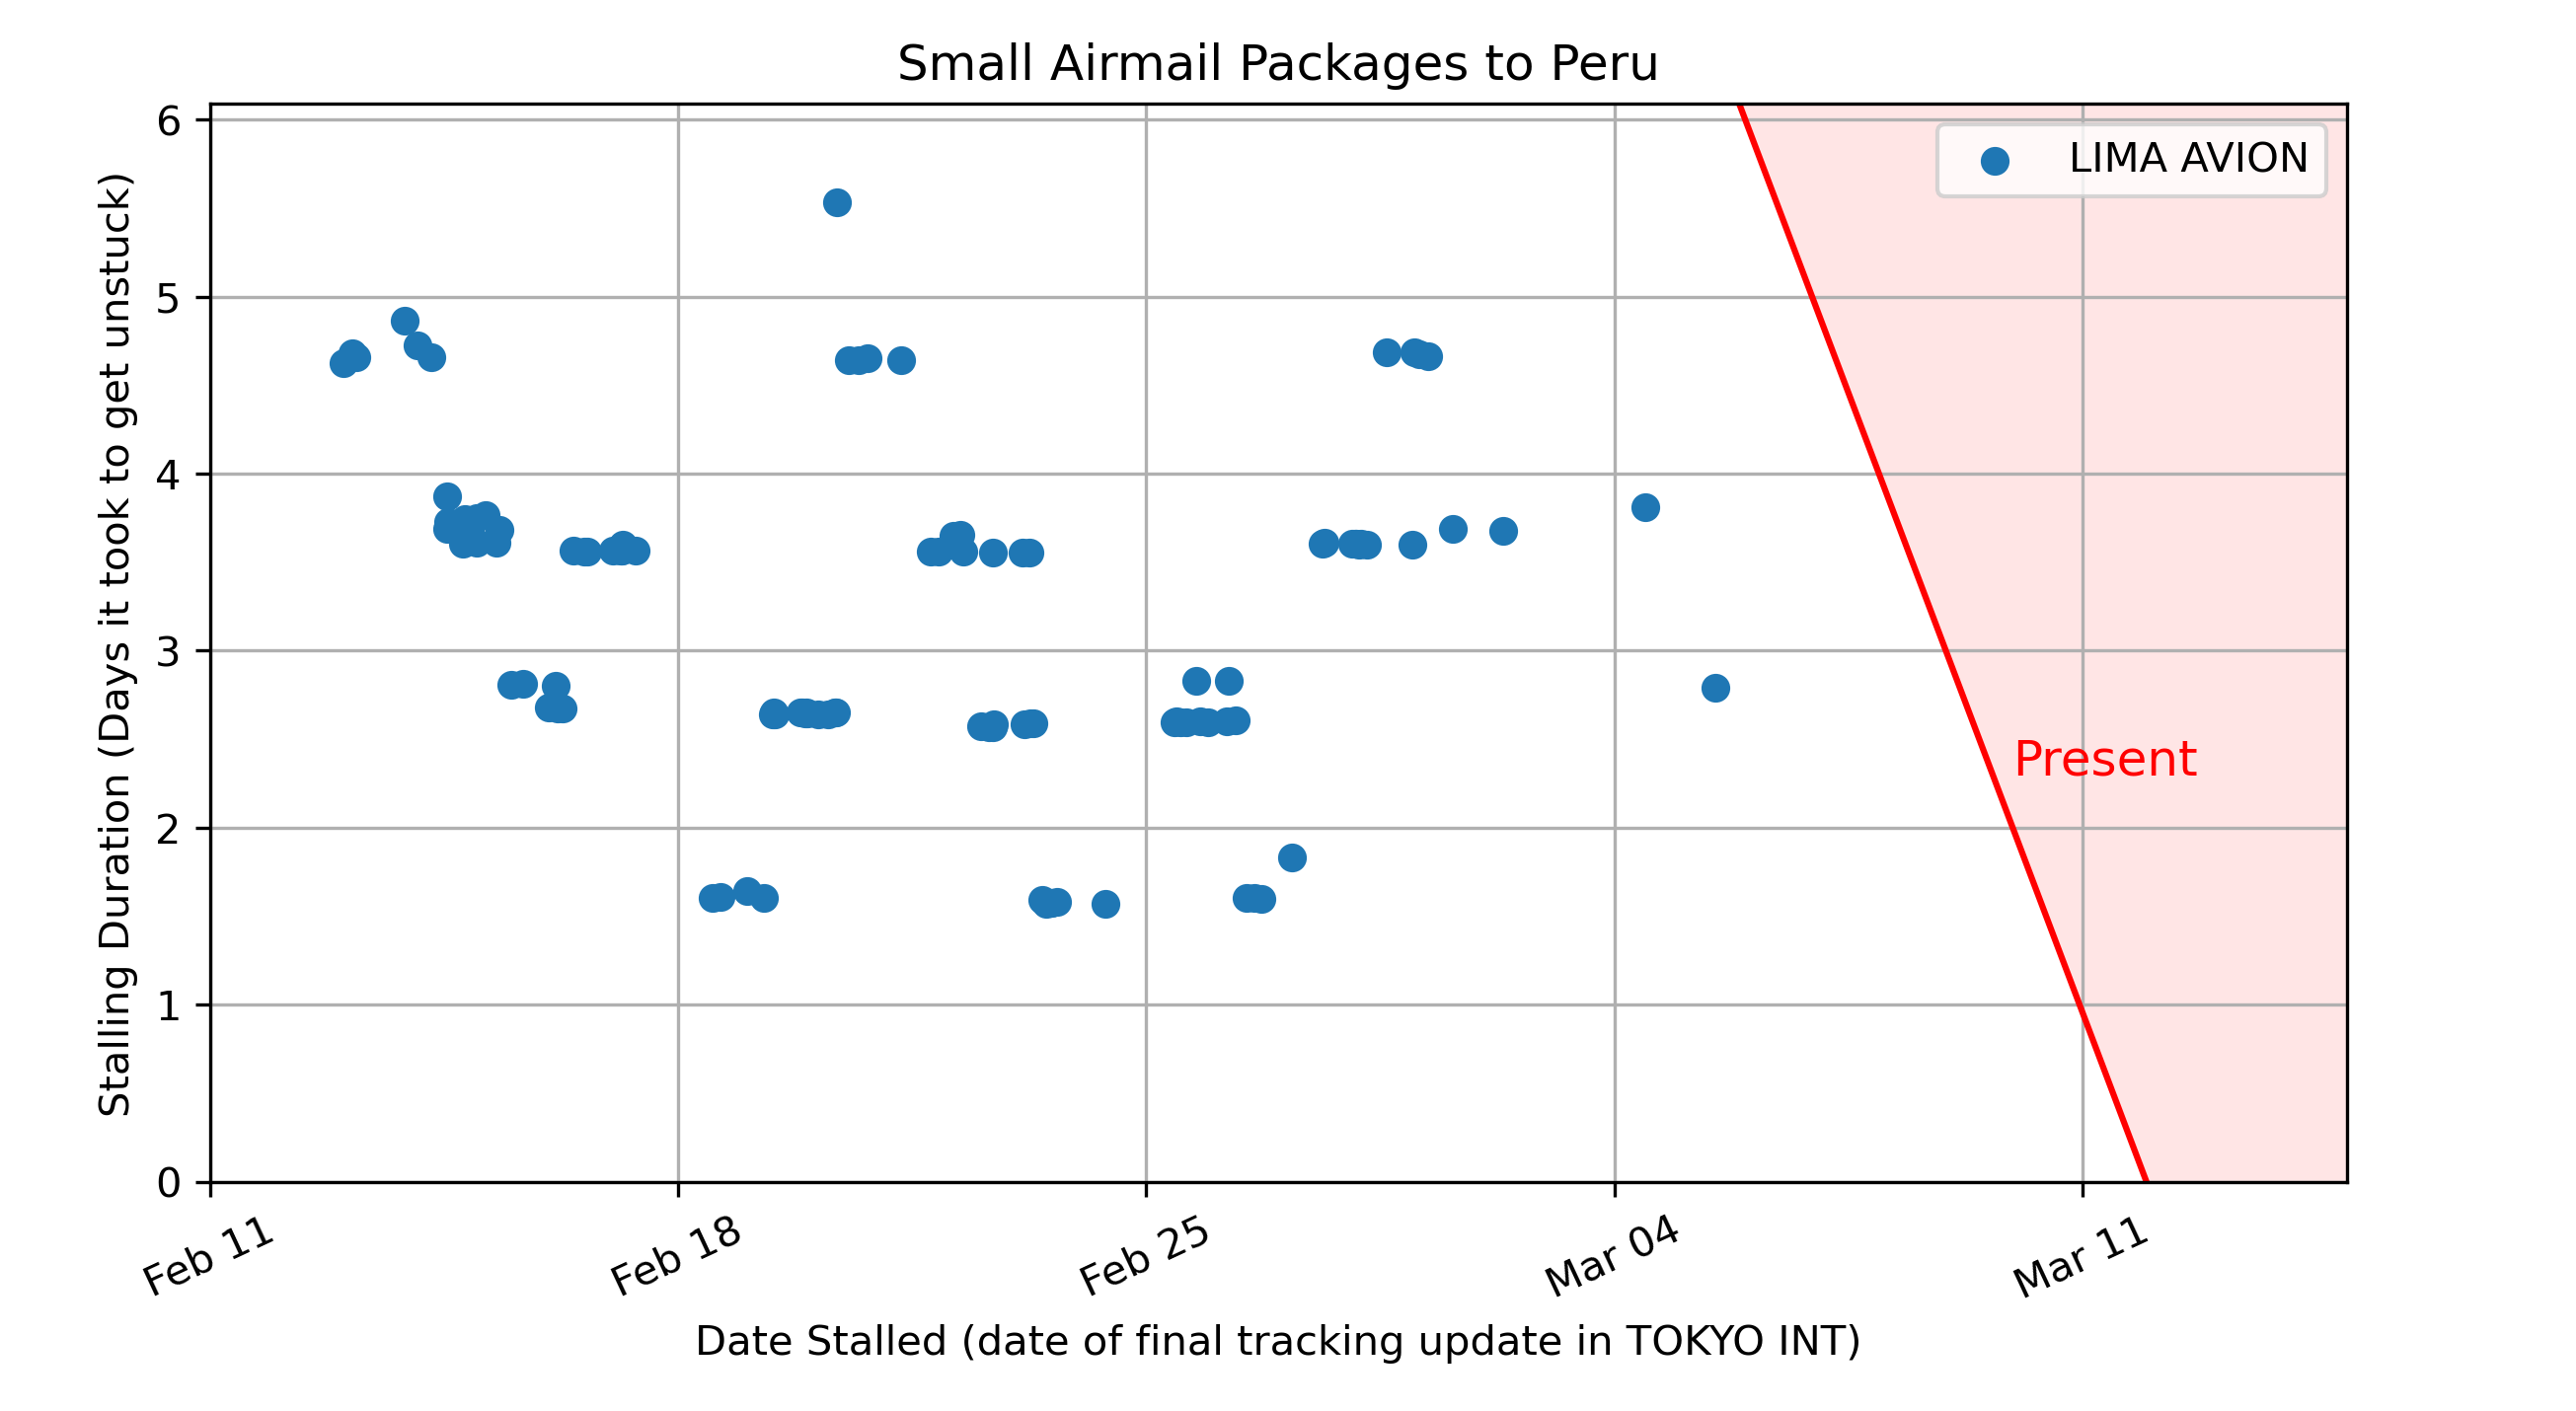 Small Airmail Packages to Peru
LIMA AVION
Stalling Duration (Days it took to get unstuck)
6
5
4
3
2
1
0
Present
Feb 11
Feb 18
Feb 25
Mar 04
Mar 11
Date Stalled (date of final tracking update in TOKYO INT)